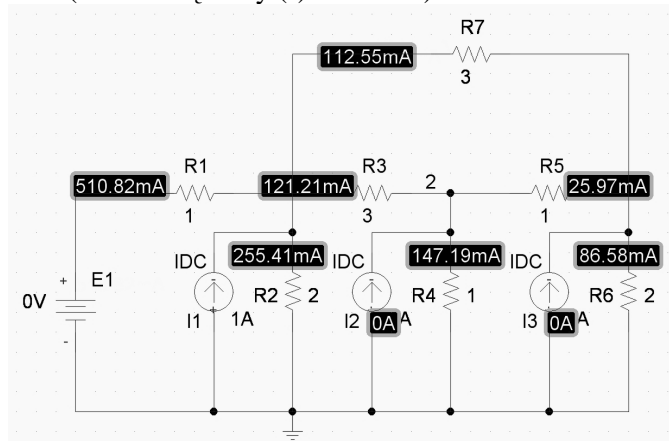 R7
112.55mA
3
R1
R3
2
R5
510.82mA
121.21mA
25.97mA
1
3
1
IDC
255.41mA
IDC
147.19mA
IDC
86.58mA
+
E1
0V
R2
2
R4
1
R6
2
I1
1A
I2
0A
A
I3
0A
A
-